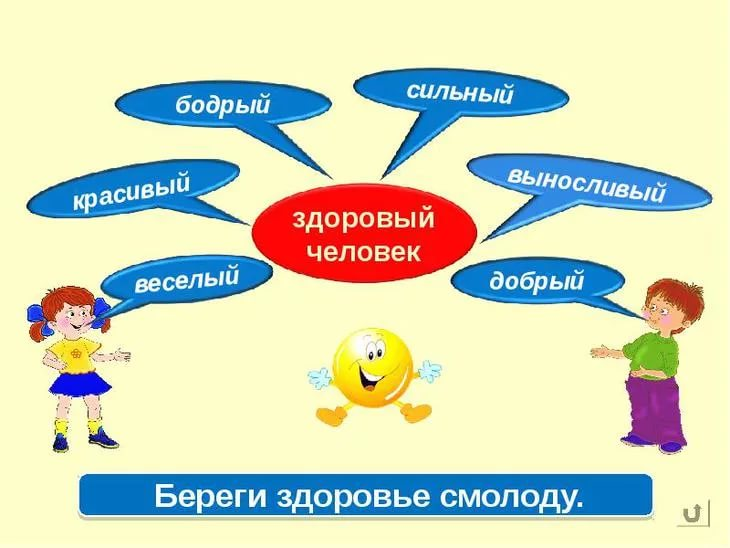 бодрый
сильный
красивый
выносливый
здоровый
человек
веселый
добрый
Береги здоровье смолоду.